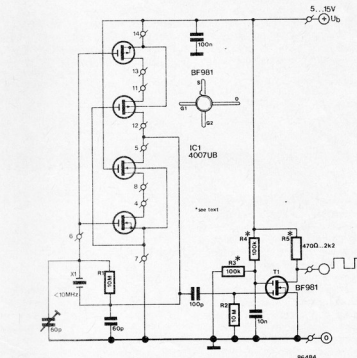 5...15V
Ub
14
100n
13
11
BF981
S
G1
D
G2
12
IC1
4007UB
5
8
*see text
4
6
7
R4
*
100k
R5
*
470Ω...2k2
R3
*
100k
X1
<10MHz
R1
10M
100p
T1
BF981
R2
10M
10n
60p
60p
0
86484